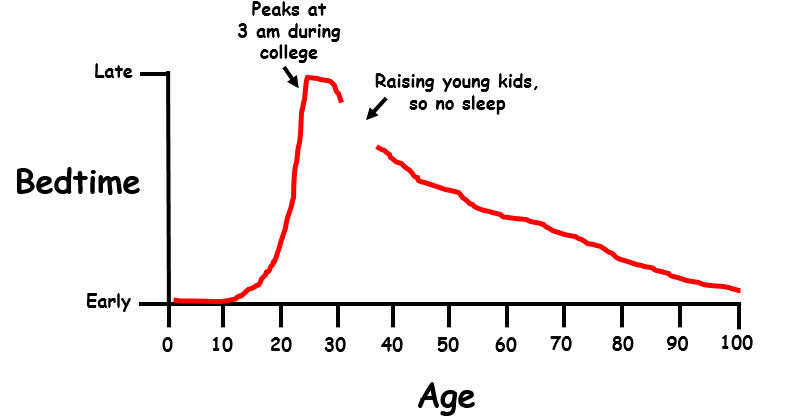 Peaks at
3 am during
college
Late
Raising young kids,
so no sleep
Bedtime
Early
0 10 20 30 40 50 60 70 80 90 100
Age